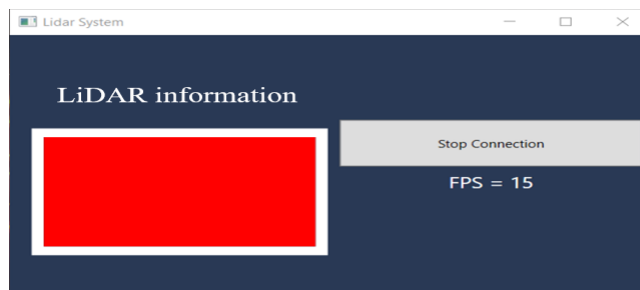 Lidar System
LiDAR information
Stop Connection
FPS = 15